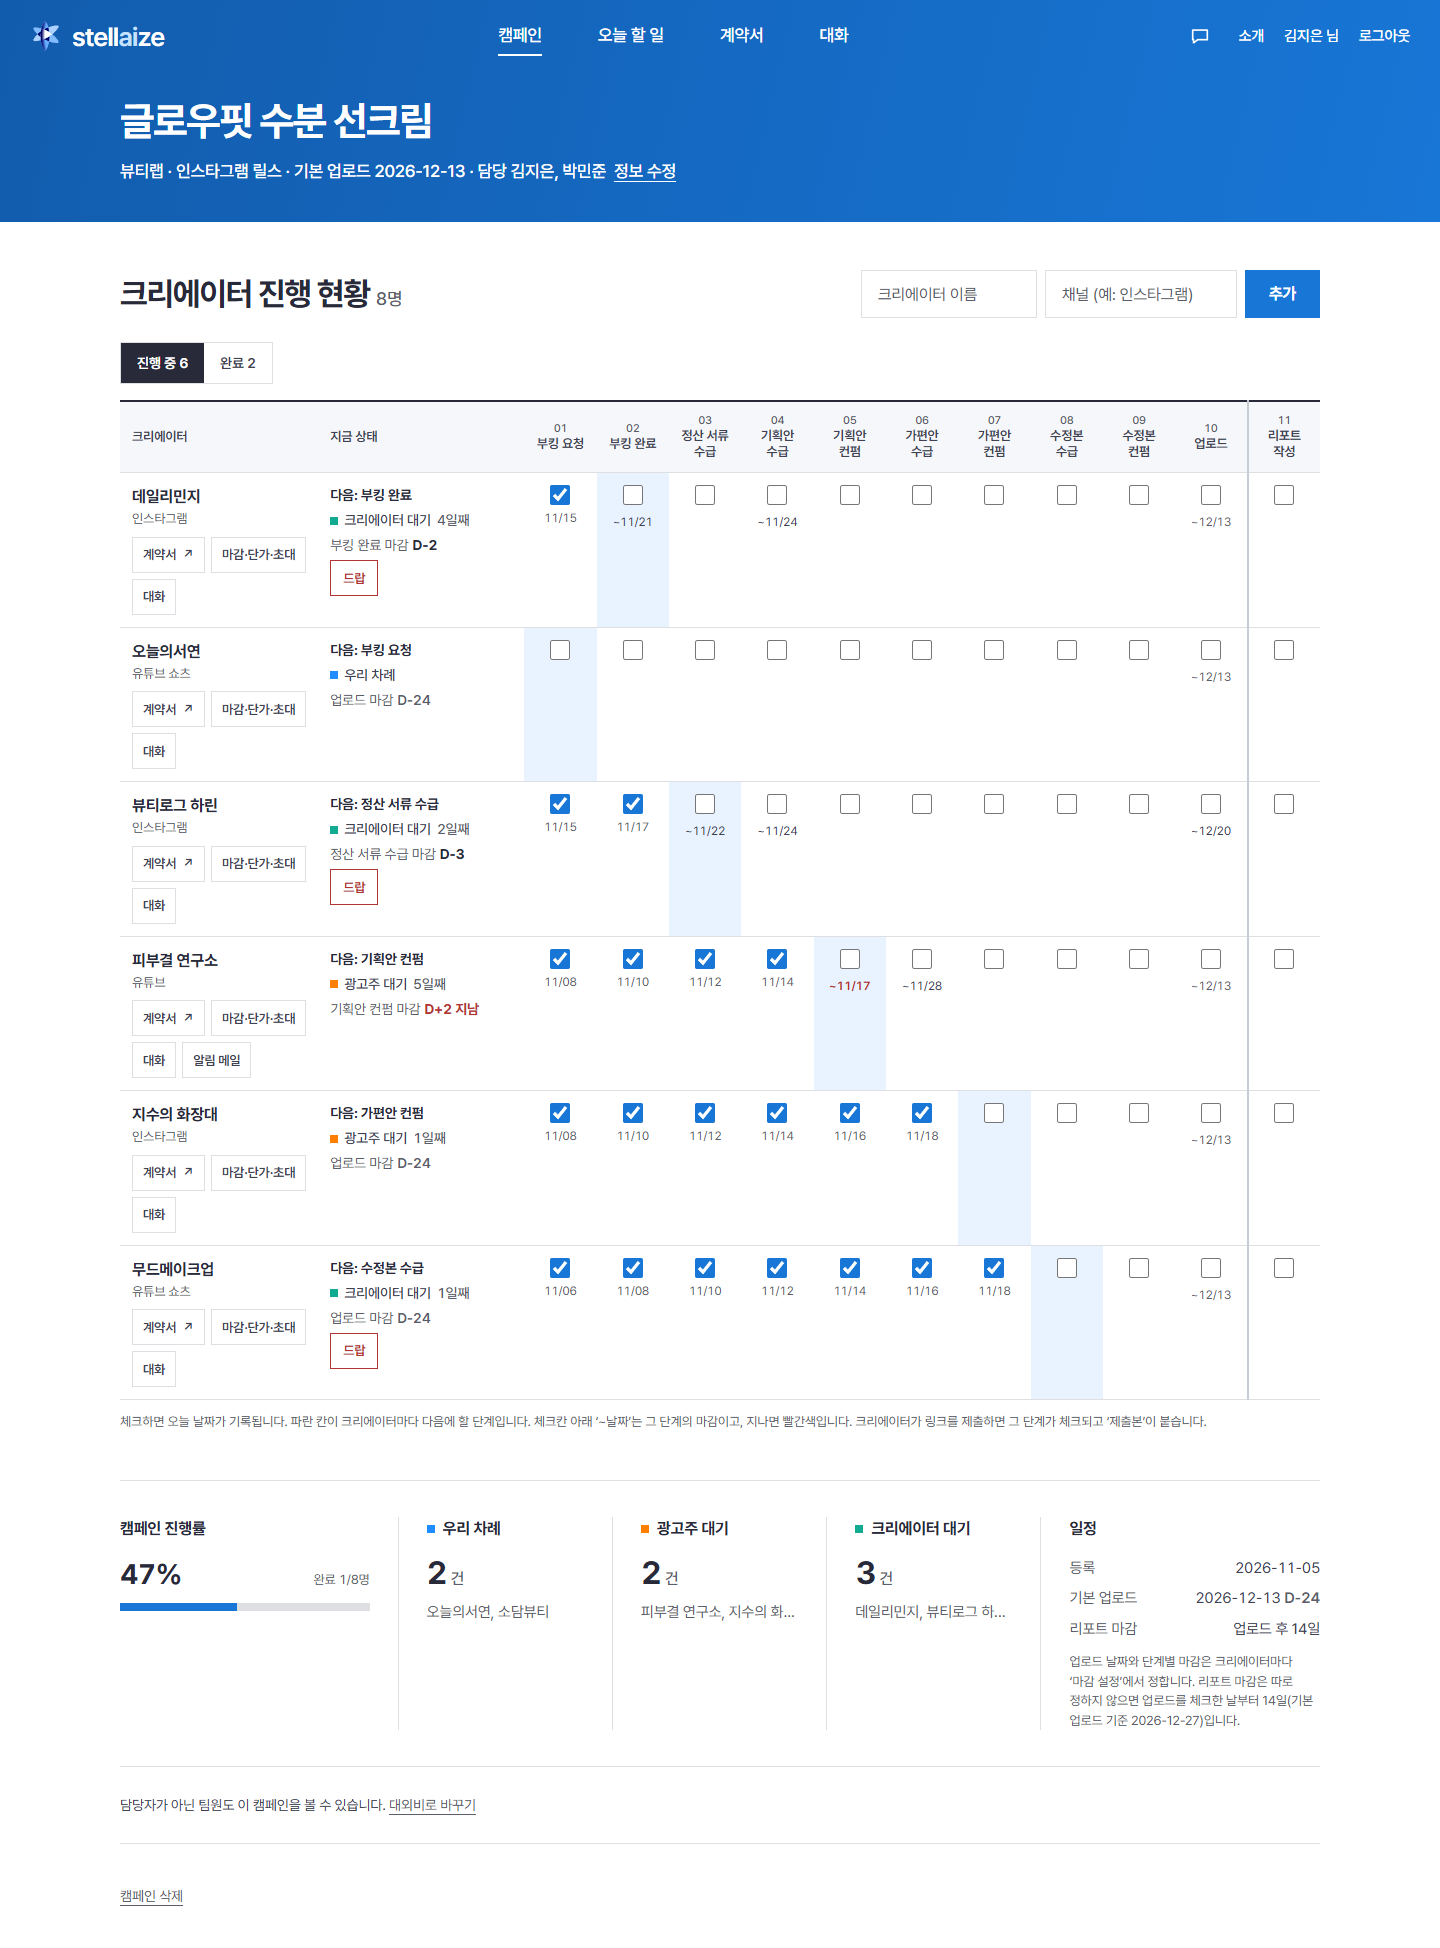 stellaize
캠페인 오늘 할 일 계약서 대화
소개 김지은 님 로그아웃
글로우핏 수분 선크림
뷰티랩 · 인스타그램 릴스 · 기본 업로드 2026-12-13 · 담당 김지은, 박민준 정보 수정
크리에이터 진행 현황 8명
크리에이터 이름 채널 (예: 인스타그램) 추가
진행 중 6 완료 2
크리에이터 지금 상태
01 부킹 요청
02 부킹 완료
03 정산 서류 수급
04 기획안 수급
05 기획안 컨펌
06 가편안 수급
07 가편안 컨펌
08 수정본 수급
09 수정본 컨펌
10 업로드
11 리포트 작성
데일리민지
인스타그램
계약서 ↗ 마감·단가·초대
대화
다음: 부킹 완료
크리에이터 대기 4일째
부킹 완료 마감 D-2
드랍
11/15 ~11/21 ~11/24 ~12/13
오늘의서연
유튜브 쇼츠
계약서 ↗ 마감·단가·초대
대화
다음: 부킹 요청
우리 차례
업로드 마감 D-24
~12/13
뷰티로그 하린
인스타그램
계약서 ↗ 마감·단가·초대
대화
다음: 정산 서류 수급
크리에이터 대기 2일째
정산 서류 수급 마감 D-3
드랍
11/15 11/17 ~11/22 ~11/24 ~12/20
피부결 연구소
유튜브
계약서 ↗ 마감·단가·초대
대화 알림 메일
다음: 기획안 컨펌
광고주 대기 5일째
기획안 컨펌 마감 D+2 지남
11/08 11/10 11/12 11/14 ~11/17 ~11/28 ~12/13
지수의 화장대
인스타그램
계약서 ↗ 마감·단가·초대
대화
다음: 가편안 컨펌
광고주 대기 1일째
업로드 마감 D-24
11/08 11/10 11/12 11/14 11/16 11/18 ~12/13
무드메이크업
유튜브 쇼츠
계약서 ↗ 마감·단가·초대
대화
다음: 수정본 수급
크리에이터 대기 1일째
업로드 마감 D-24
드랍
11/06 11/08 11/10 11/12 11/14 11/16 11/18 ~12/13
체크하면 오늘 날짜가 기록됩니다. 파란 칸이 크리에이터마다 다음에 할 단계입니다. 체크칸 아래 ‘~날짜’는 그 단계의 마감이고, 지나면 빨간색입니다. 크리에이터가 링크를 제출하면 그 단계가 체크되고 ‘제출본’이 붙습니다.
캠페인 진행률
47% 완료 1/8명
우리 차례
2 건
오늘의서연, 소담뷰티
광고주 대기
2 건
피부결 연구소, 지수의 화…
크리에이터 대기
3 건
데일리민지, 뷰티로그 하…
일정
등록 2026-11-05
기본 업로드 2026-12-13 D-24
리포트 마감 업로드 후 14일
업로드 날짜와 단계별 마감은 크리에이터마다
‘마감 설정’에서 정합니다. 리포트 마감은 따로
정하지 않으면 업로드를 체크한 날부터 14일(기본
업로드 기준 2026-12-27)입니다.
담당자가 아닌 팀원도 이 캠페인을 볼 수 있습니다. 대외비로 바꾸기
캠페인 삭제